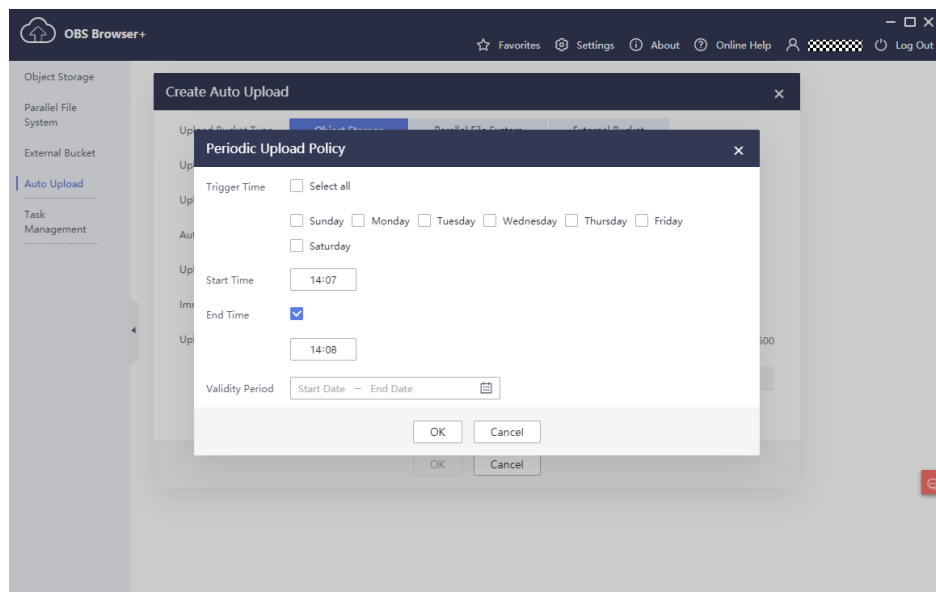 OBS Browser+
Favorites Settings About Online Help Log Out
Object Storage
Parallel File
System
External Bucket
Auto Upload
Task
Management
Create Auto Upload
Periodic Upload Policy
Trigger Time Select all
Sunday Monday Tuesday Wednesday Thursday Friday
Saturday
Start Time 14:07
End Time
14:08
Validity Period Start Date — End Date
OK Cancel
OK Cancel